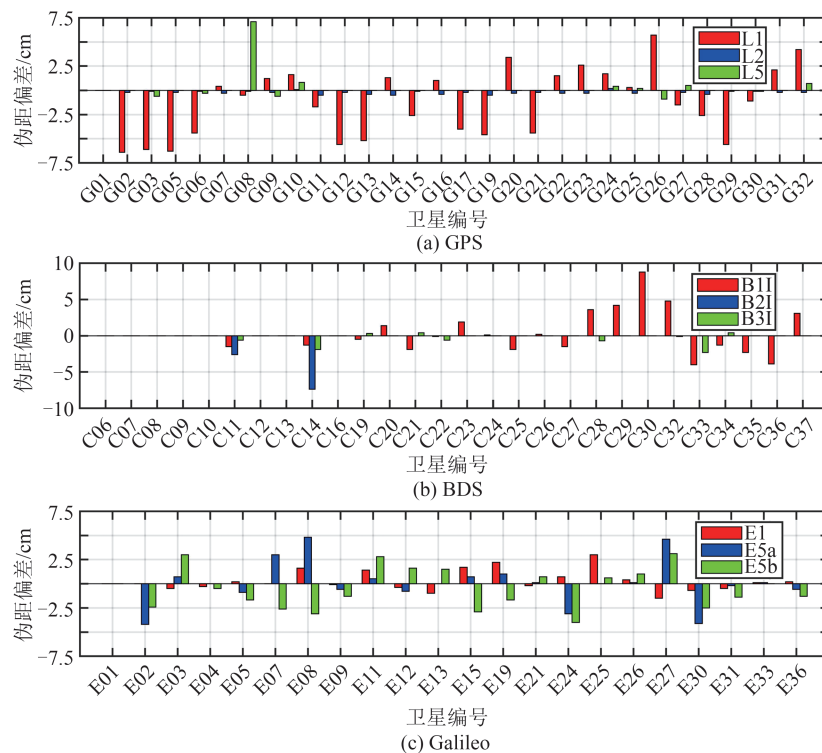 7.5
2.5
−2.5
−7.5
伪距偏差/cm
L1
L2
L5
G01 G02 G03 G05 G06 G07 G08 G09 G10 G11 G12 G13 G14 G15 G16 G17 G19 G20 G21 G22 G23 G24 G25 G26 G27 G28 G29 G30 G31 G32
卫星编号
(a) GPS
10
5
0
−5
−10
伪距偏差/cm
B1I
B2I
B3I
C06 C07 C08 C09 C10 C11 C12 C13 C14 C16 C19 C20 C21 C22 C23 C24 C25 C26 C27 C28 C29 C30 C32 C33 C34 C35 C36 C37
卫星编号
(b) BDS
7.5
2.5
−2.5
−7.5
伪距偏差/cm
E1
E5a
E5b
E01 E02 E03 E04 E05 E07 E08 E09 E11 E12 E13 E15 E19 E21 E24 E25 E26 E27 E30 E31 E33 E36
卫星编号
(c) Galileo